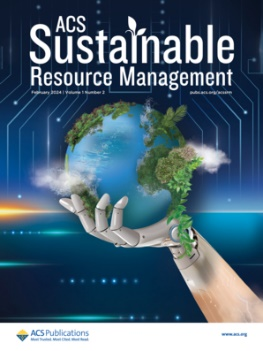 ACS
Sustainable
Resource Management
February 2024 | Volume 1 Number 2
pubs.acs.org/acssrm
ACS Publications
Most Trusted. Most Cited. Most Read.
www.acs.org